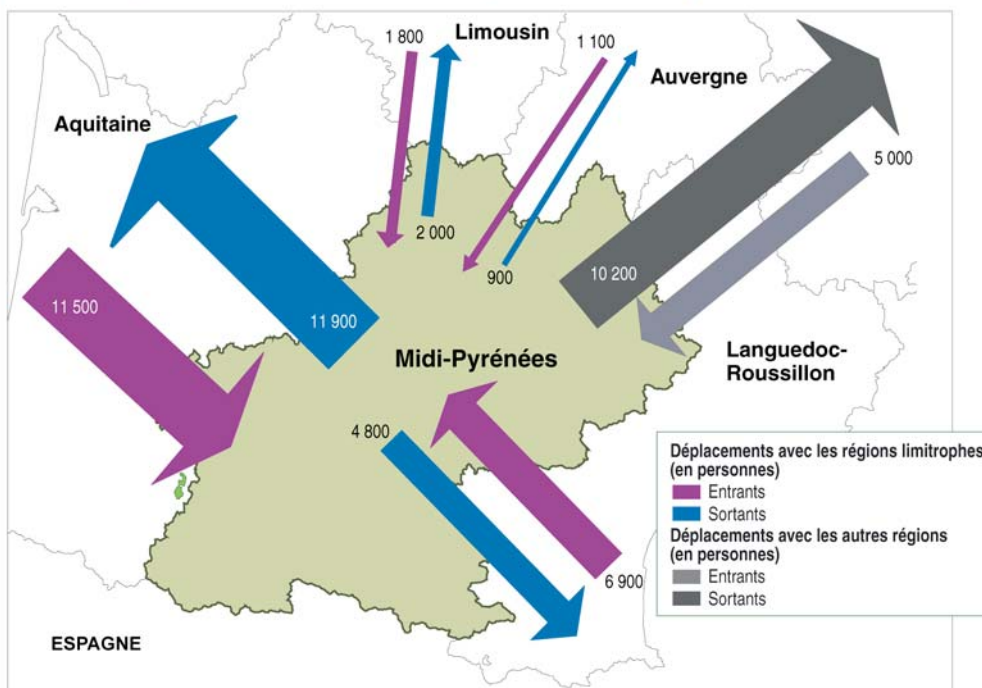 1 800
Limousin
1 100
Auvergne
Aquitaine
5 000
2 000
900
10 200
11 500
11 900
Midi-Pyrénées
Languedoc-
Roussillon
4 800
6 900
ESPAGNE
Déplacements avec les régions limitrophes
(en personnes)
Entrants
Sortants
Déplacements avec les autres régions
(en personnes)
Entrants
Sortants